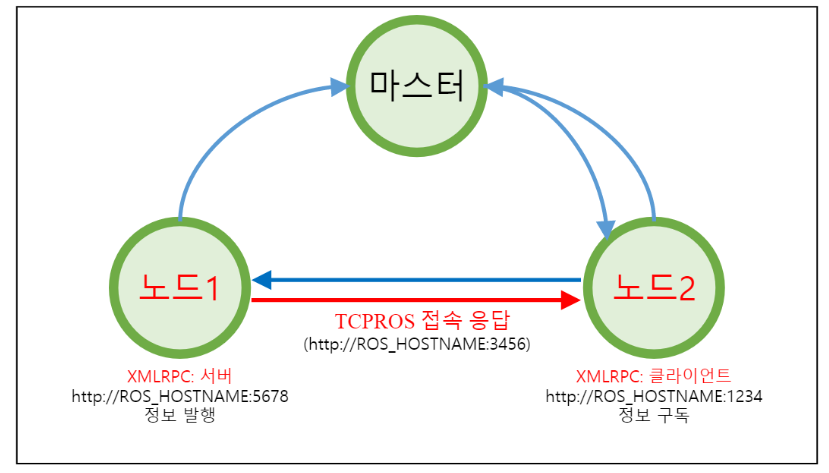 마스터
노드1
노드2
TCPROS 접속 응답
(http://ROS_HOSTNAME:3456)
XMLRPC: 서버
http://ROS_HOSTNAME:5678
정보 발행
XMLRPC: 클라이언트
http://ROS_HOSTNAME:1234
정보 구독